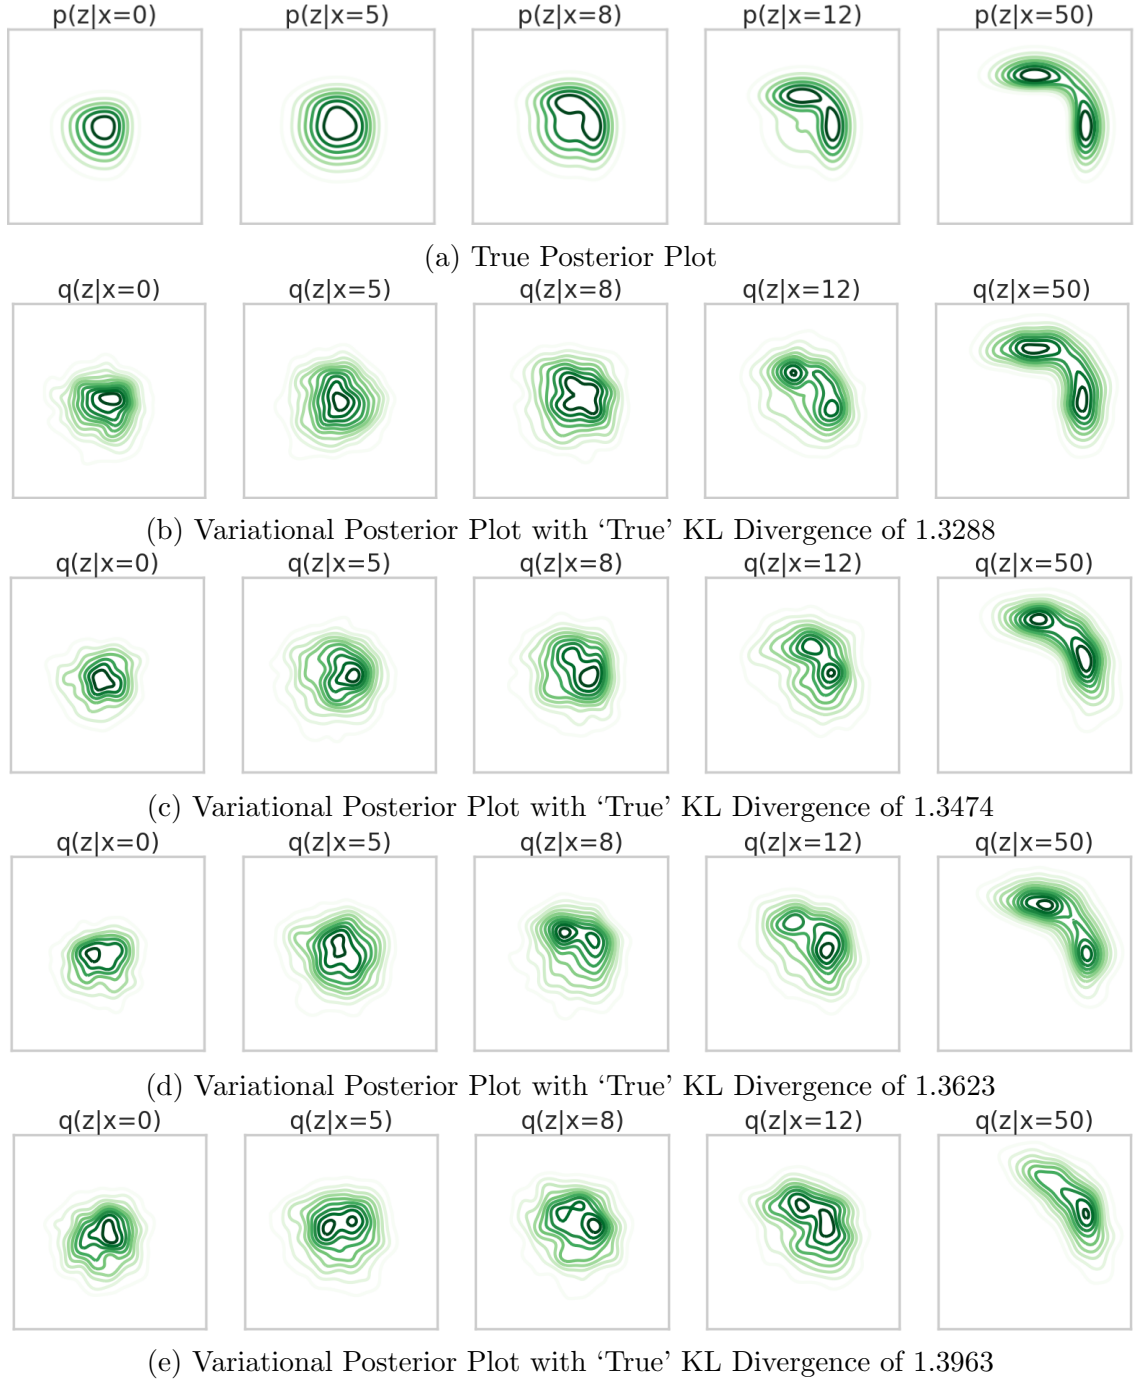 p(z|x=0) p(z|x=5) p(z|x=8) p(z|x=12) p(z|x=50)
(a) True Posterior Plot
q(z|x=0) q(z|x=5) q(z|x=8) q(z|x=12) q(z|x=50)
(b) Variational Posterior Plot with ‘True’ KL Divergence of 1.3288
q(z|x=0) q(z|x=5) q(z|x=8) q(z|x=12) q(z|x=50)
(c) Variational Posterior Plot with ‘True’ KL Divergence of 1.3474
q(z|x=0) q(z|x=5) q(z|x=8) q(z|x=12) q(z|x=50)
(d) Variational Posterior Plot with ‘True’ KL Divergence of 1.3623
q(z|x=0) q(z|x=5) q(z|x=8) q(z|x=12) q(z|x=50)
(e) Variational Posterior Plot with ‘True’ KL Divergence of 1.3963